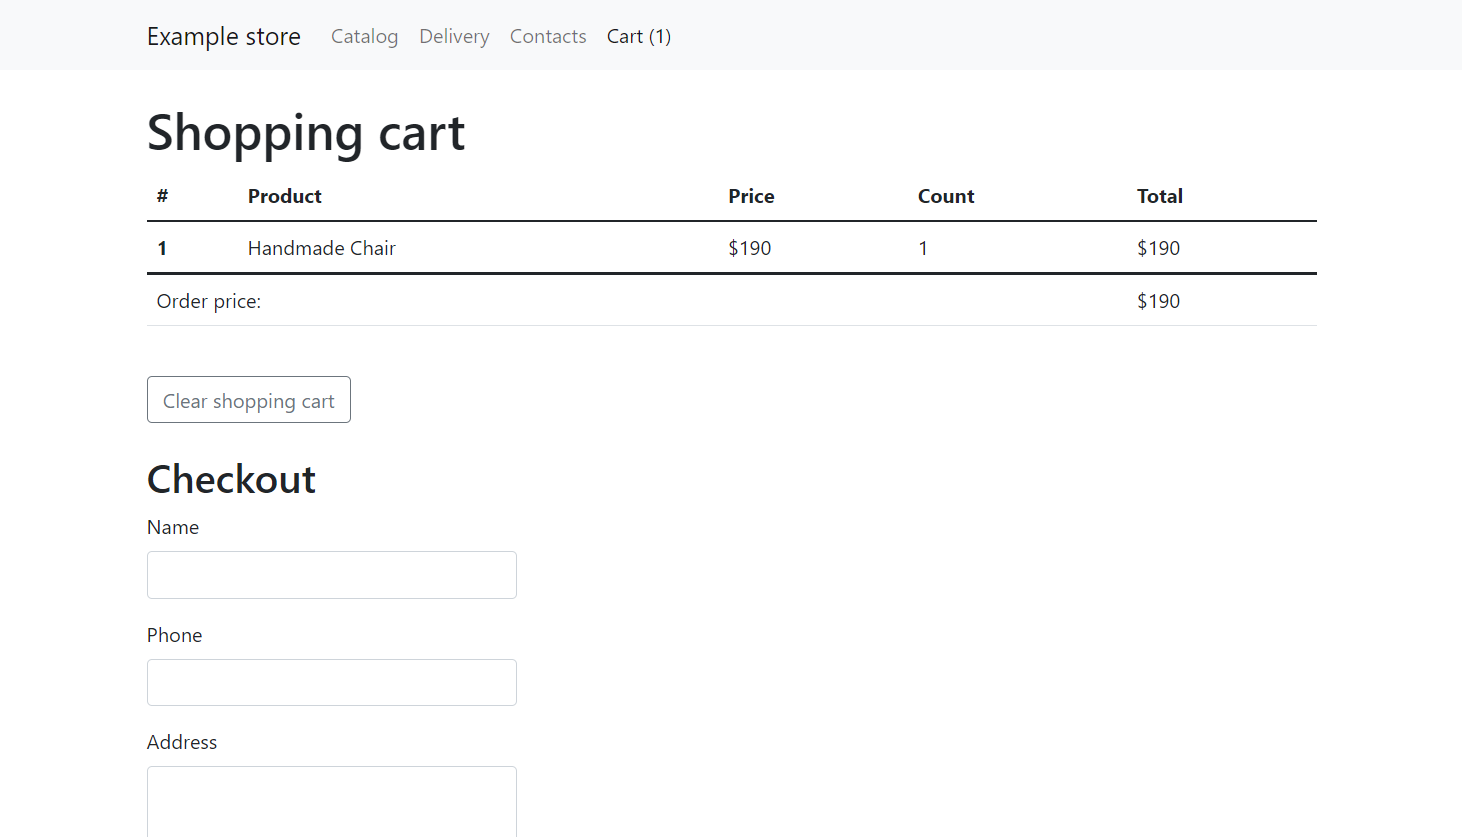 Example store Catalog Delivery Contacts Cart (1)
Shopping cart
# Product Price Count Total
1 Handmade Chair $190 1 $190
Order price: $190
Clear shopping cart
Checkout
Name
Phone
Address